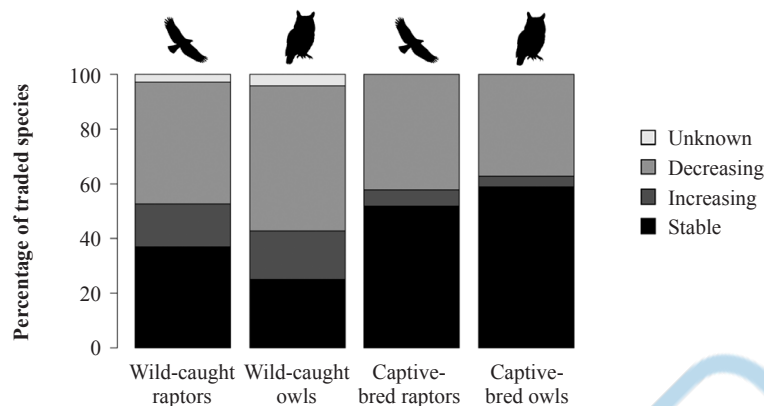 Percentage of traded species
100
80
60
40
20
0
Wild-caught
raptors
Wild-caught
owls
Captive-
bred raptors
Captive-
bred owls
Unknown
Decreasing
Increasing
Stable